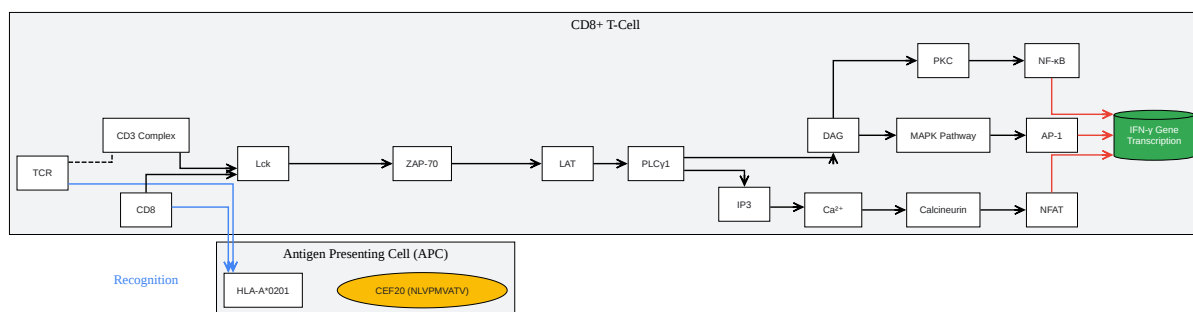 CD8+ T-Cell
PKC
NF-κB
CD3 Complex
DAG
MAPK Pathway
AP-1
IFN-γ Gene
Transcription
TCR
Lck
ZAP-70
LAT
PLCγ1
CD8
IP3
Ca²⁺
Calcineurin
NFAT
Antigen Presenting Cell (APC)
Recognition
HLA-A*0201
CEF20 (NLVPMVATV)